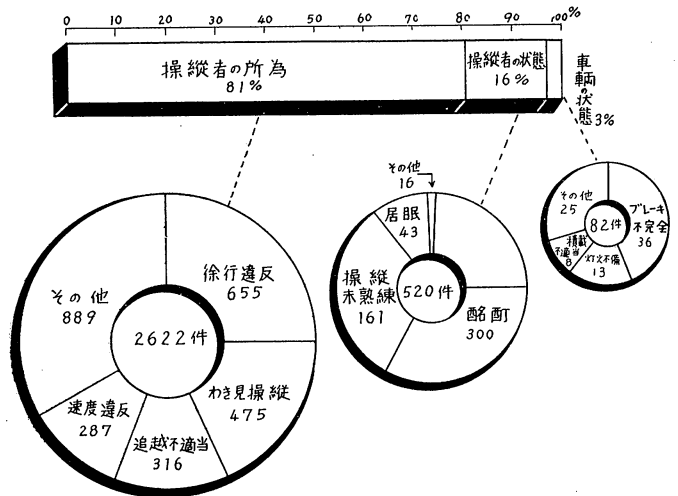 0 10 20 30 40 50 60 70 80 90 100%
操縦者の所為
81%
操縦者の状態
16%
車輌の状態
3%
徐行違反
655
わき見操縦
475
追越不適当
316
速度違反
287
その他
889
2622件
その他
16
居眠
43
操縦
未熟練
161
酩酊
300
520件
その他
25
ブレーキ
不完全
36
灯火不備
13
積載
不適当
8
82件